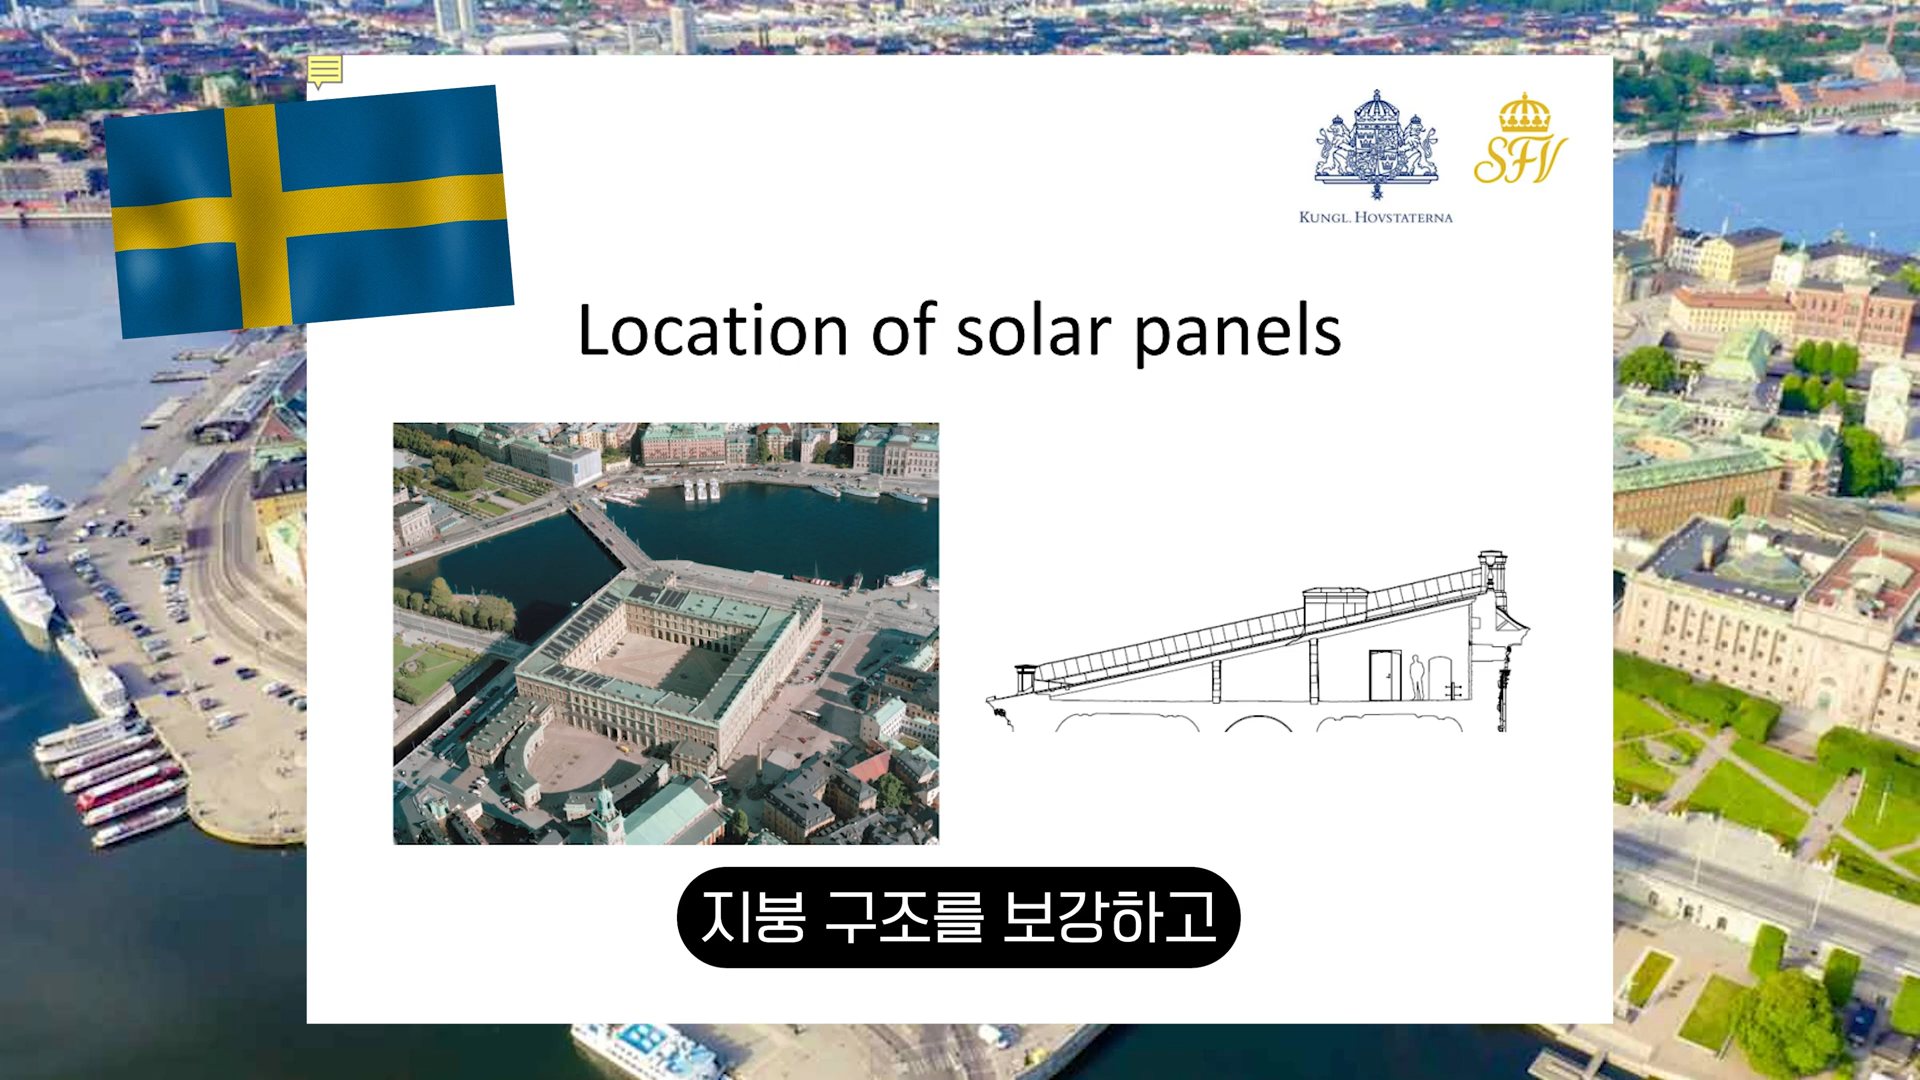 KUNGL. HOVSTATERNA
SFV
Location of solar panels
지붕 구조를 보강하고